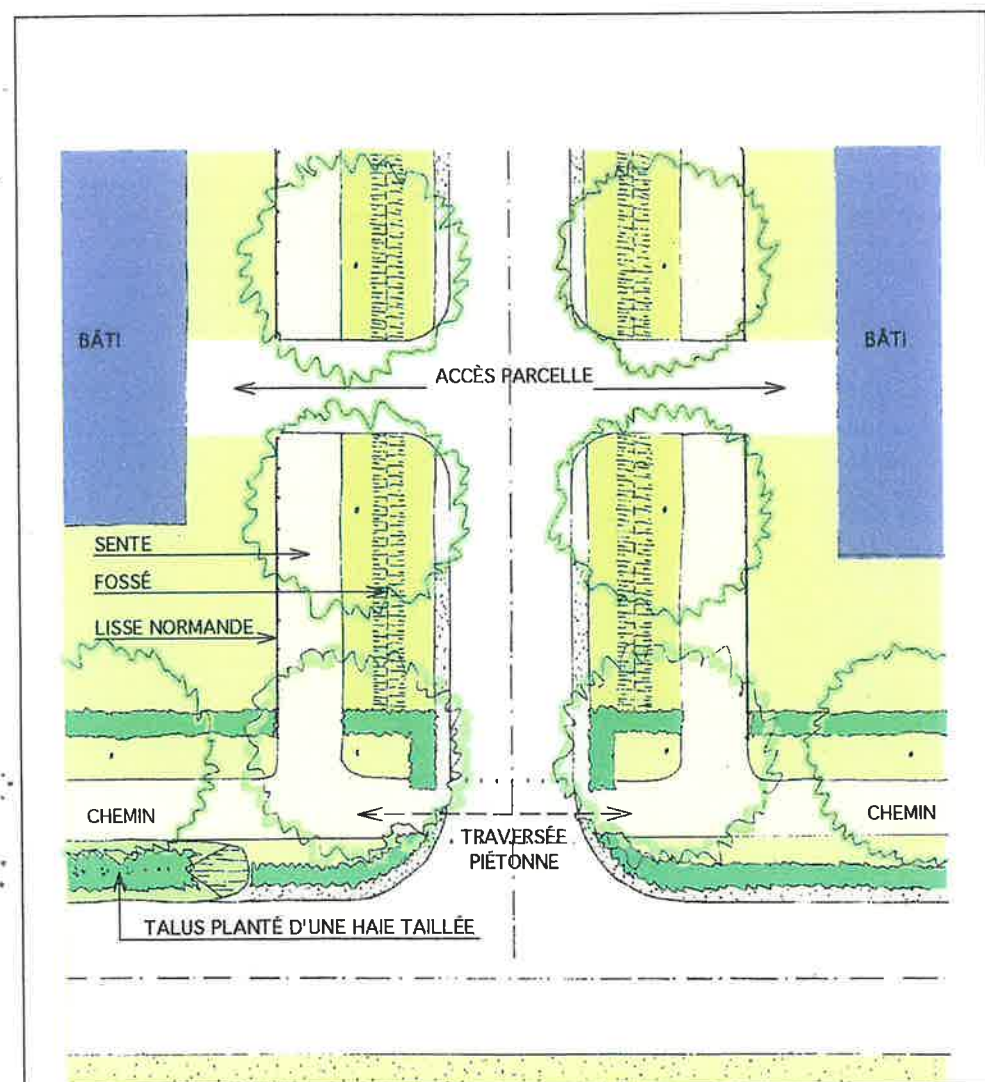 BÂTI
BÂTI
ACCÈS PARCELLE
SENTE
FOSSÉ
LISSE NORMANDE
CHEMIN
CHEMIN
TRAVERSÉE
PIÉTONNE
TALUS PLANTÉ D'UNE HAIE TAILLÉE